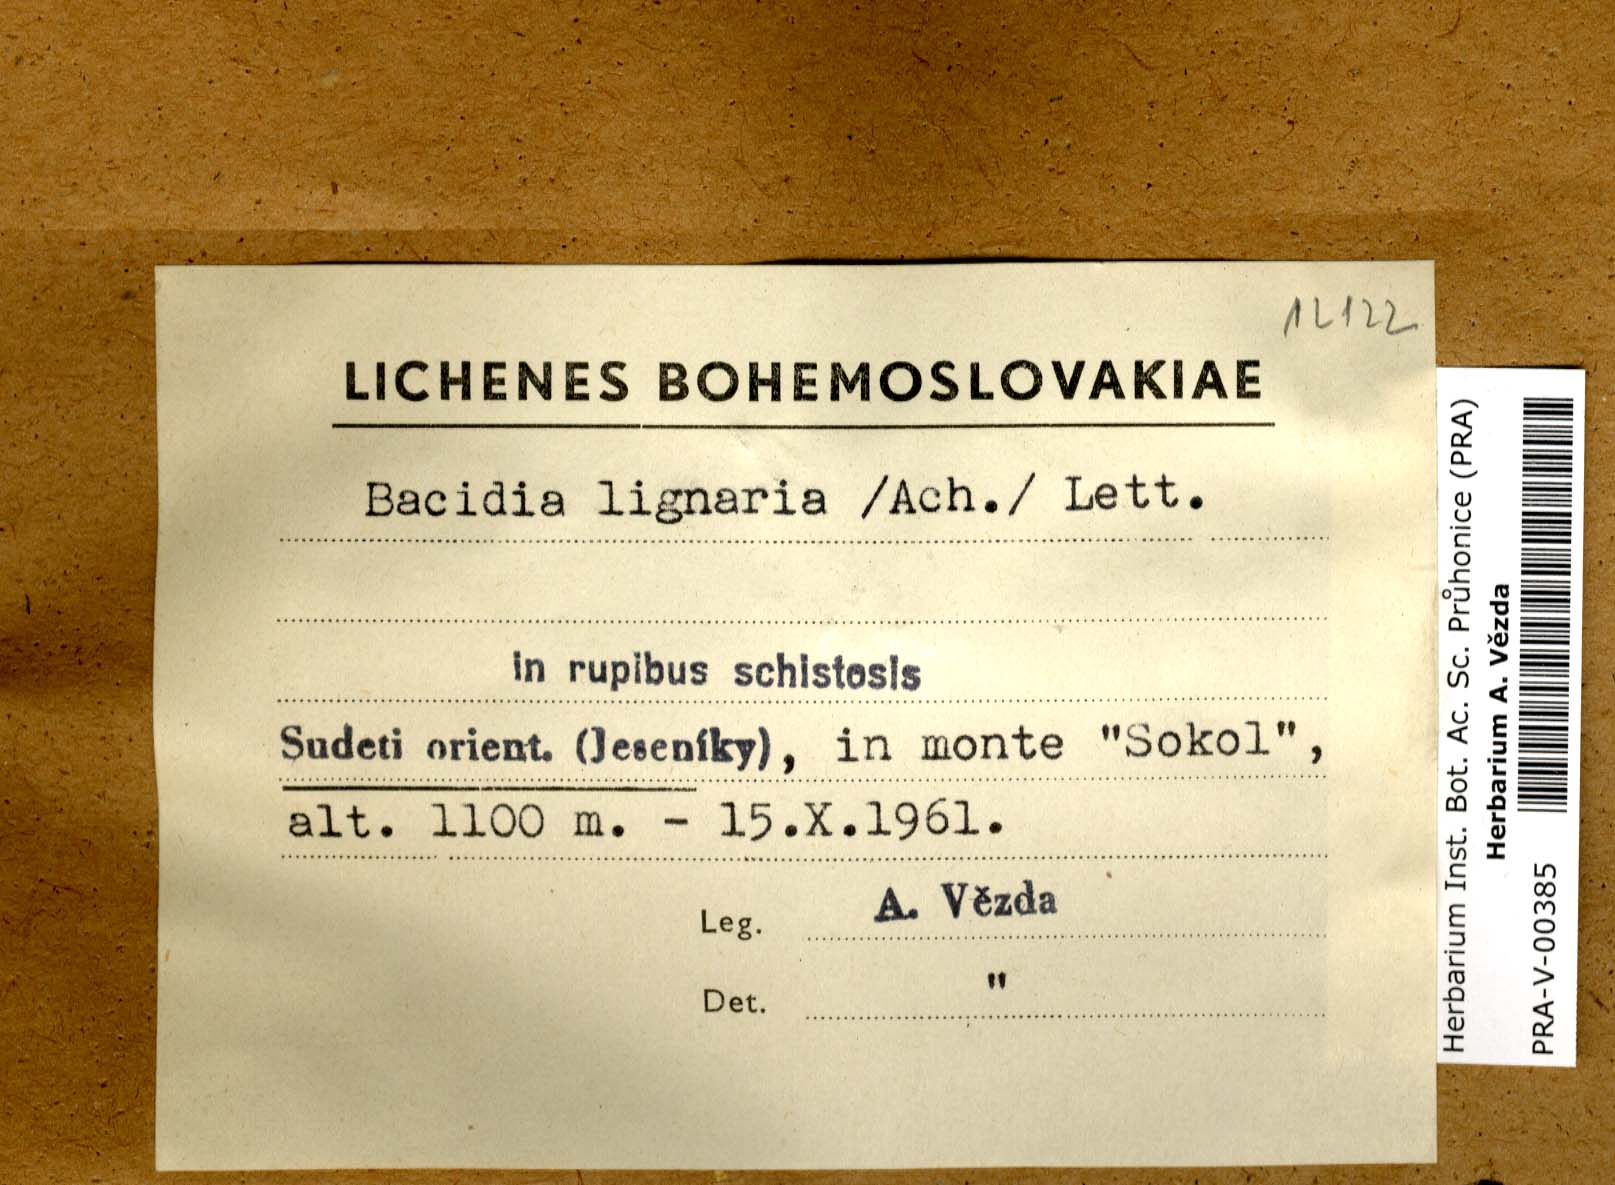 12122
LICHENES BOHEMOSLOVAKIAE
Bacidia lignaria /Ach./ Lett.
in rupibus schistosis
Sudeti orient. (Jeseníky), in monte "Sokol",
alt. 1100 m. - 15.X.1961.
Leg. A. Vězda
Det. "
Herbarium Inst. Bot. Ac. Sc. Průhonice (PRA)
Herbarium A. Vězda
PRA-V-00385